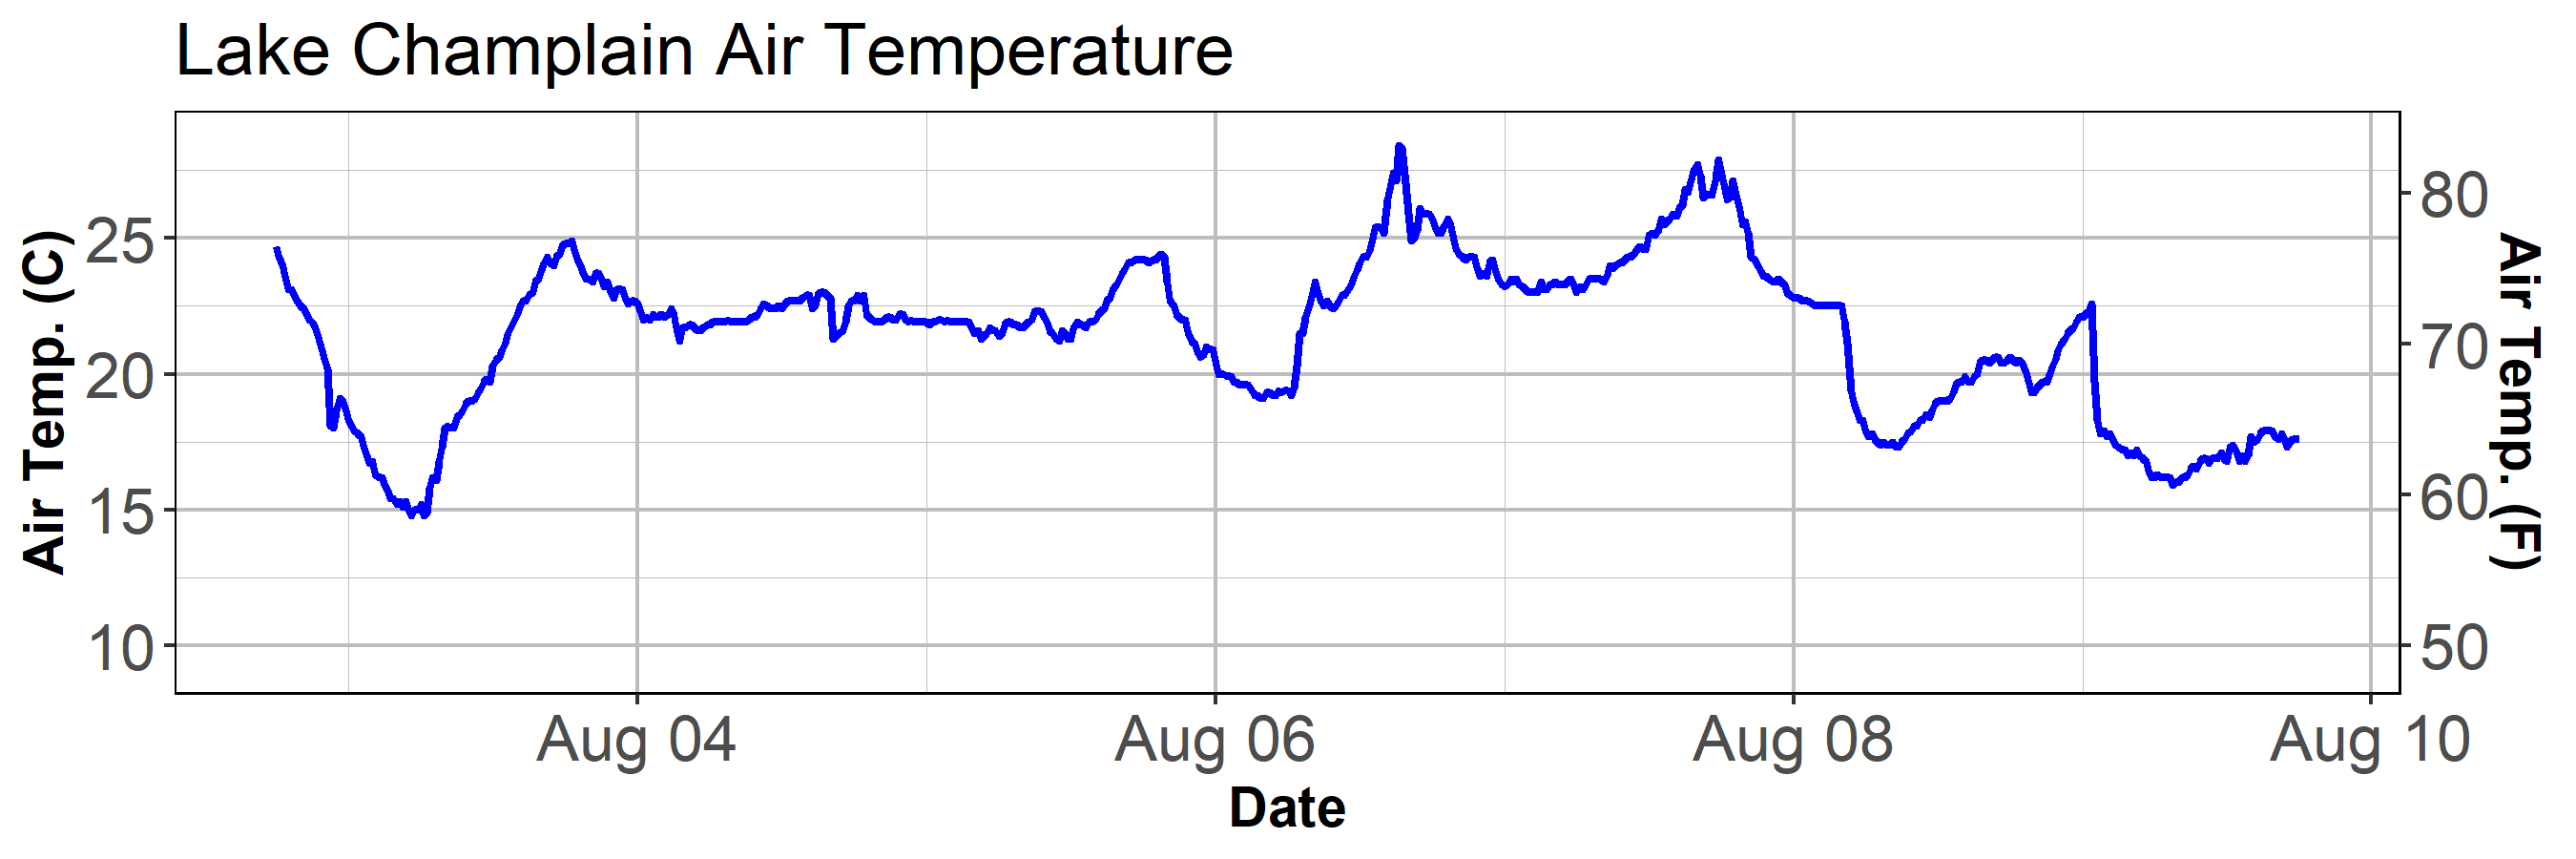 Lake Champlain Air Temperature
Air Temp. (C)
25
20
15
10
80
70
60
50
Air Temp. (F)
Aug 04
Aug 06
Aug 08
Aug 10
Date